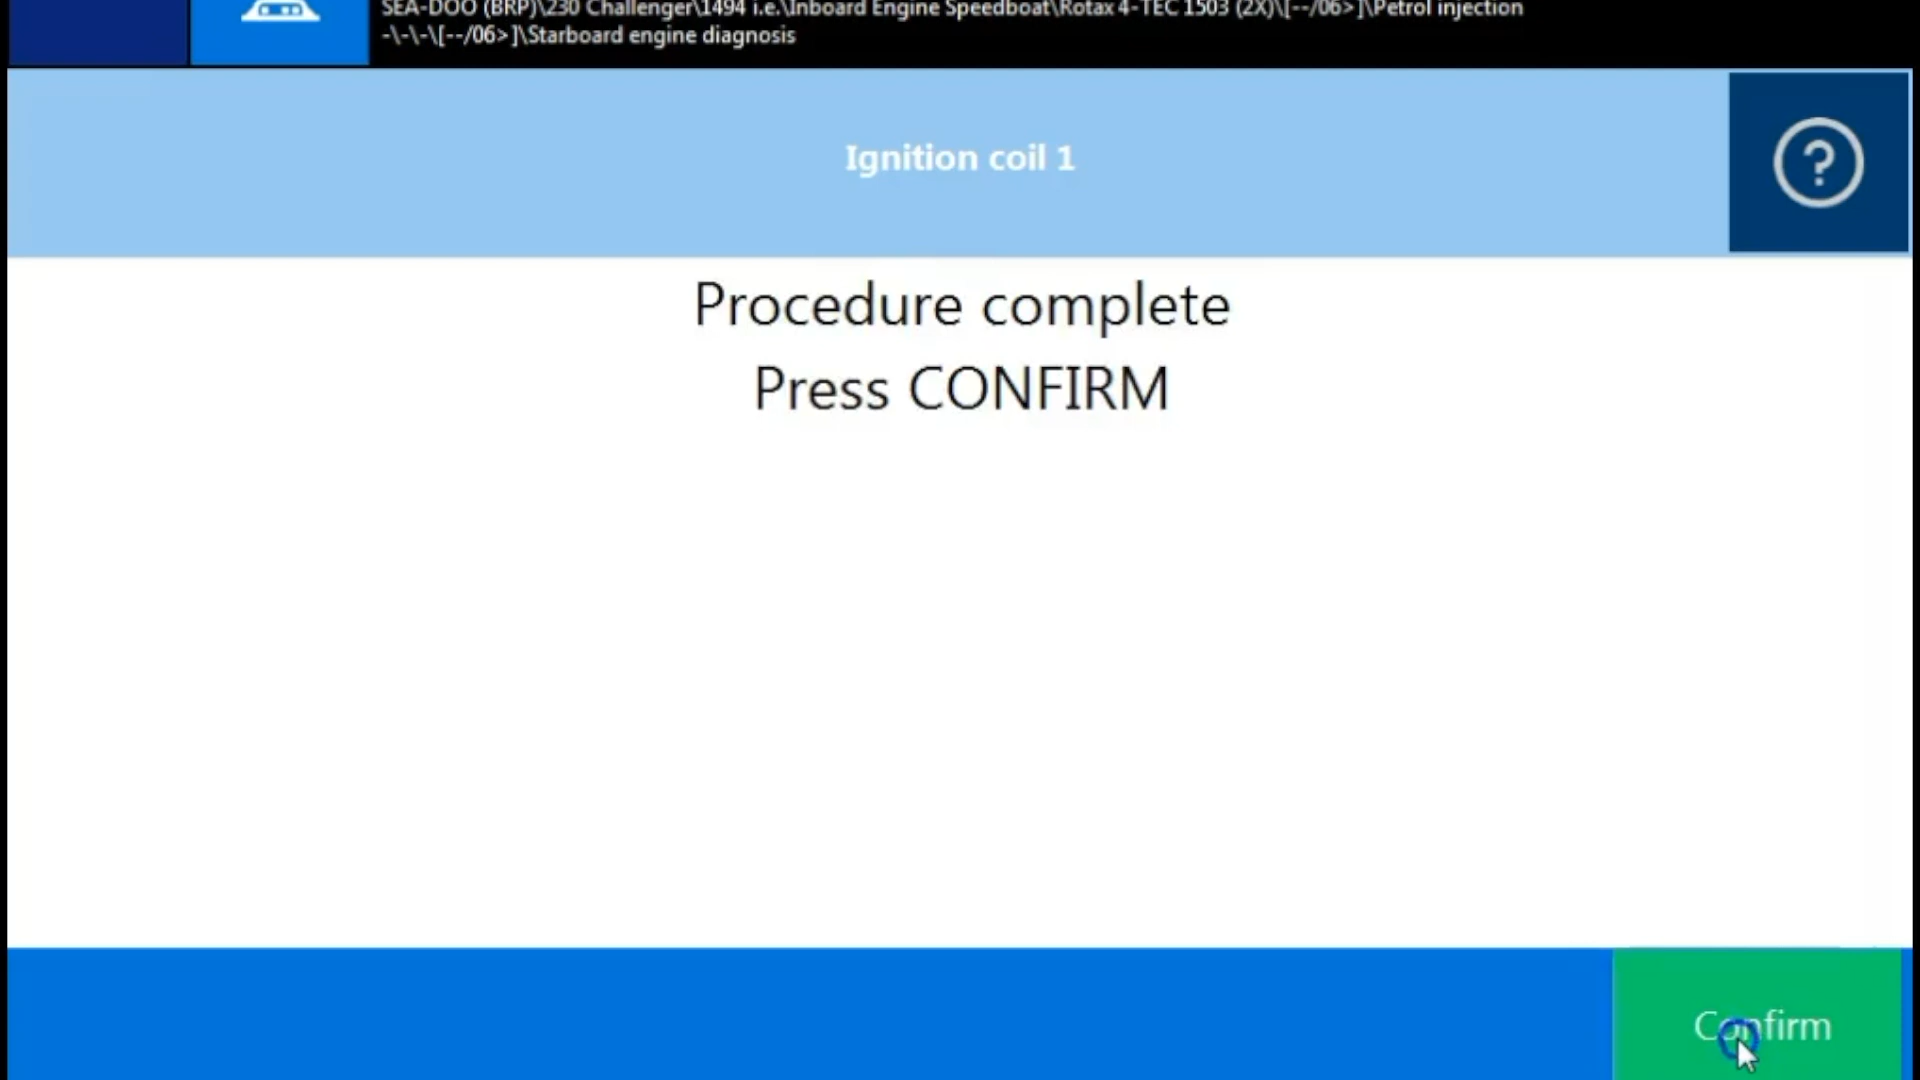 SEA-DOO (BRP)\230 Challenger\1494 i.e.\Inboard Engine Speedboat\Rotax 4-TEC 1503 (2X)\[--/06>]\Petrol injection
-\-\-\[--/06>]\Starboard engine diagnosis
Ignition coil 1
?
Procedure complete
Press CONFIRM
Confirm